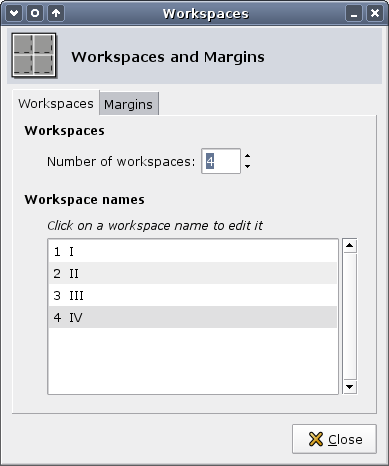 Workspaces
Workspaces and Margins
Workspaces Margins
Workspaces
Number of workspaces: 4
Workspace names
Click on a workspace name to edit it
1 I
2 II
3 III
4 IV
Close